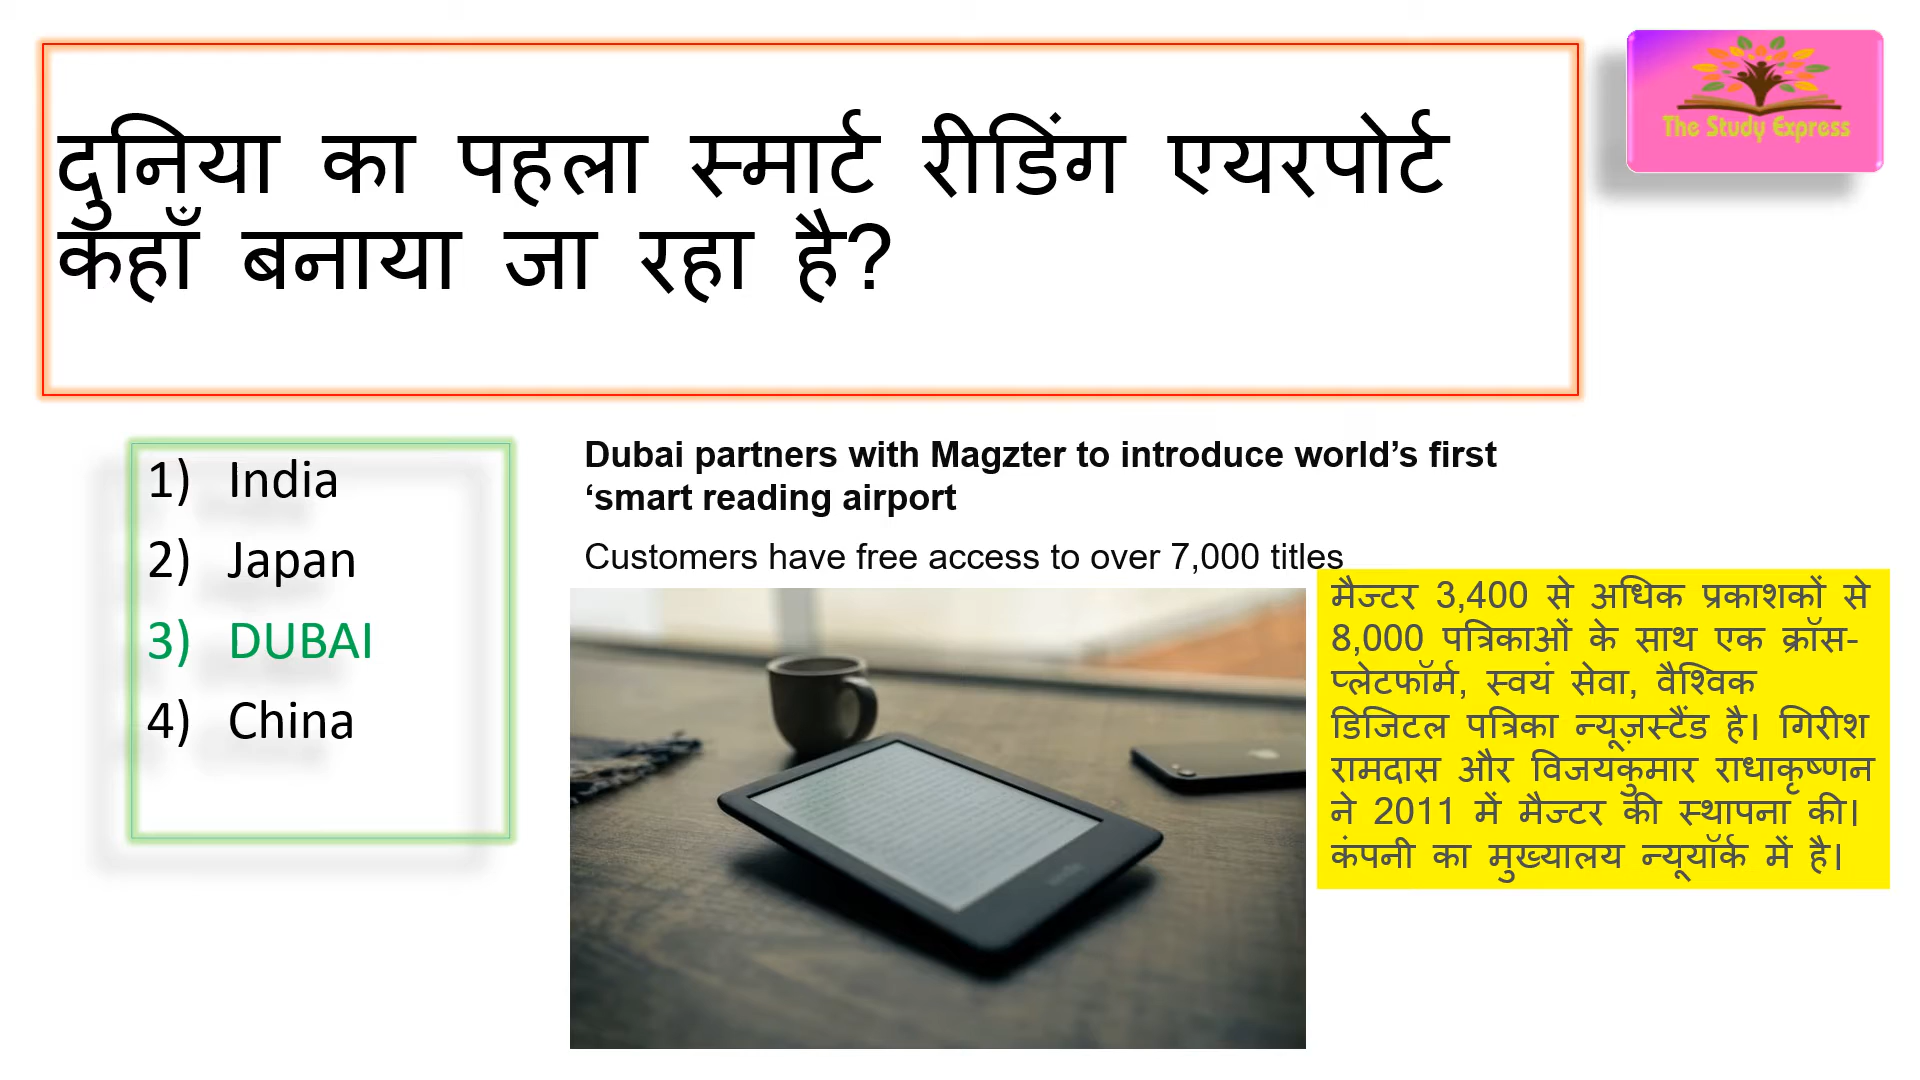 दुनिया का पहला स्मार्ट रीडिंग एयरपोर्ट
कहाँ बनाया जा रहा है?
The Study Express
1) India
2) Japan
3) DUBAI
4) China
Dubai partners with Magzter to introduce world’s first
‘smart reading airport
Customers have free access to over 7,000 titles
मैज्टर 3,400 से अधिक प्रकाशकों से
8,000 पत्रिकाओं के साथ एक क्रॉस-
प्लेटफॉर्म, स्वयं सेवा, वैश्विक
डिजिटल पत्रिका न्यूज़स्टैंड है। गिरीश
रामदास और विजयकुमार राधाकृष्णन
ने 2011 में मैज्टर की स्थापना की।
कंपनी का मुख्यालय न्यूयॉर्क में है।